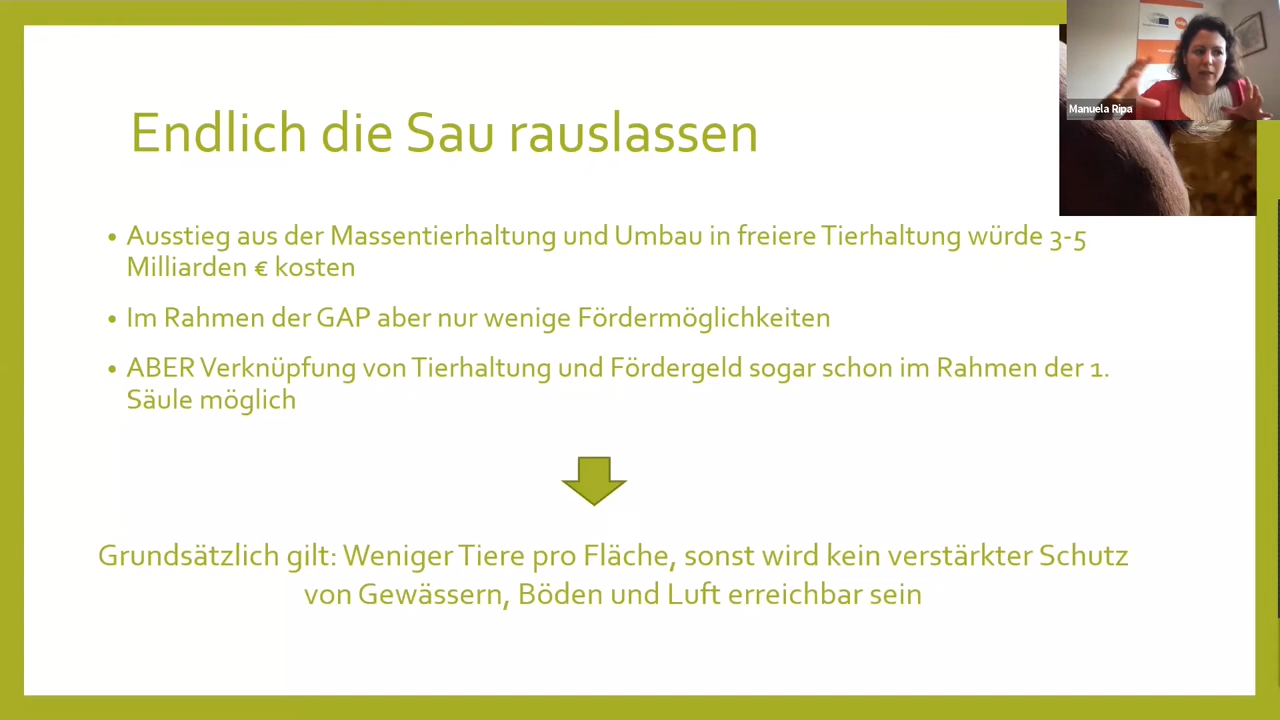 Endlich die Sau rauslassen
Manuela Ripa
• Ausstieg aus der Massentierhaltung und Umbau in freiere Tierhaltung würde 3-5
Milliarden € kosten
• Im Rahmen der GAP aber nur wenige Fördermöglichkeiten
• ABER Verknüpfung von Tierhaltung und Fördergeld sogar schon im Rahmen der 1.
Säule möglich
Grundsätzlich gilt: Weniger Tiere pro Fläche, sonst wird kein verstärkter Schutz
von Gewässern, Böden und Luft erreichbar sein